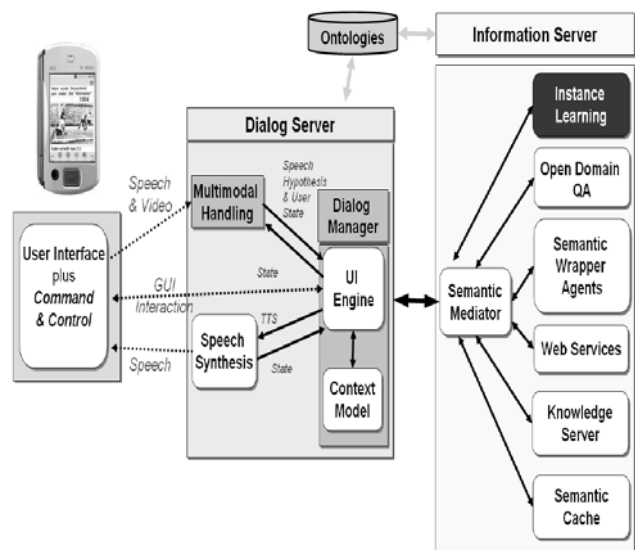 Ontologies
Information Server
Dialog Server
Instance
Learning
Open Domain
QA
Semantic
Wrapper
Agents
Web Services
Knowledge
Server
Semantic
Cache
Semantic
Mediator
Speech
& Video
Multimodal
Handling
Speech
Hypothesis
& User
State
Dialog
Manager
User Interface
plus
Command
& Control
GUI
Interaction
State
UI
Engine
TTS
Speech
Synthesis
Speech
State
Context
Model